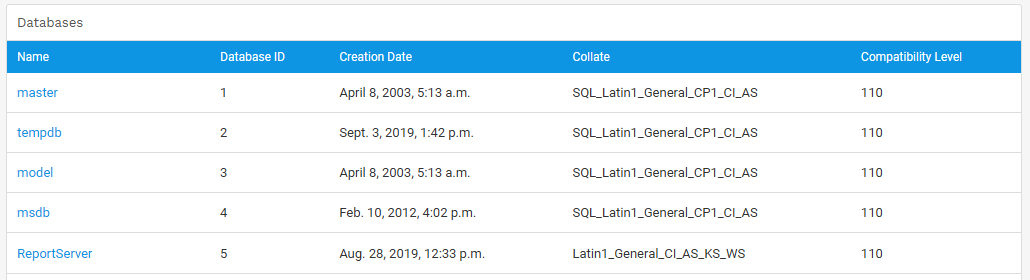 Databases
Name Database ID Creation Date Collate Compatibility Level
master 1 April 8, 2003, 5:13 a.m. SQL_Latin1_General_CP1_CI_AS 110
tempdb 2 Sept. 3, 2019, 1:42 p.m. SQL_Latin1_General_CP1_CI_AS 110
model 3 April 8, 2003, 5:13 a.m. SQL_Latin1_General_CP1_CI_AS 110
msdb 4 Feb. 10, 2012, 4:02 p.m. SQL_Latin1_General_CP1_CI_AS 110
ReportServer 5 Aug. 28, 2019, 12:33 p.m. Latin1_General_CI_AS_KS_WS 110